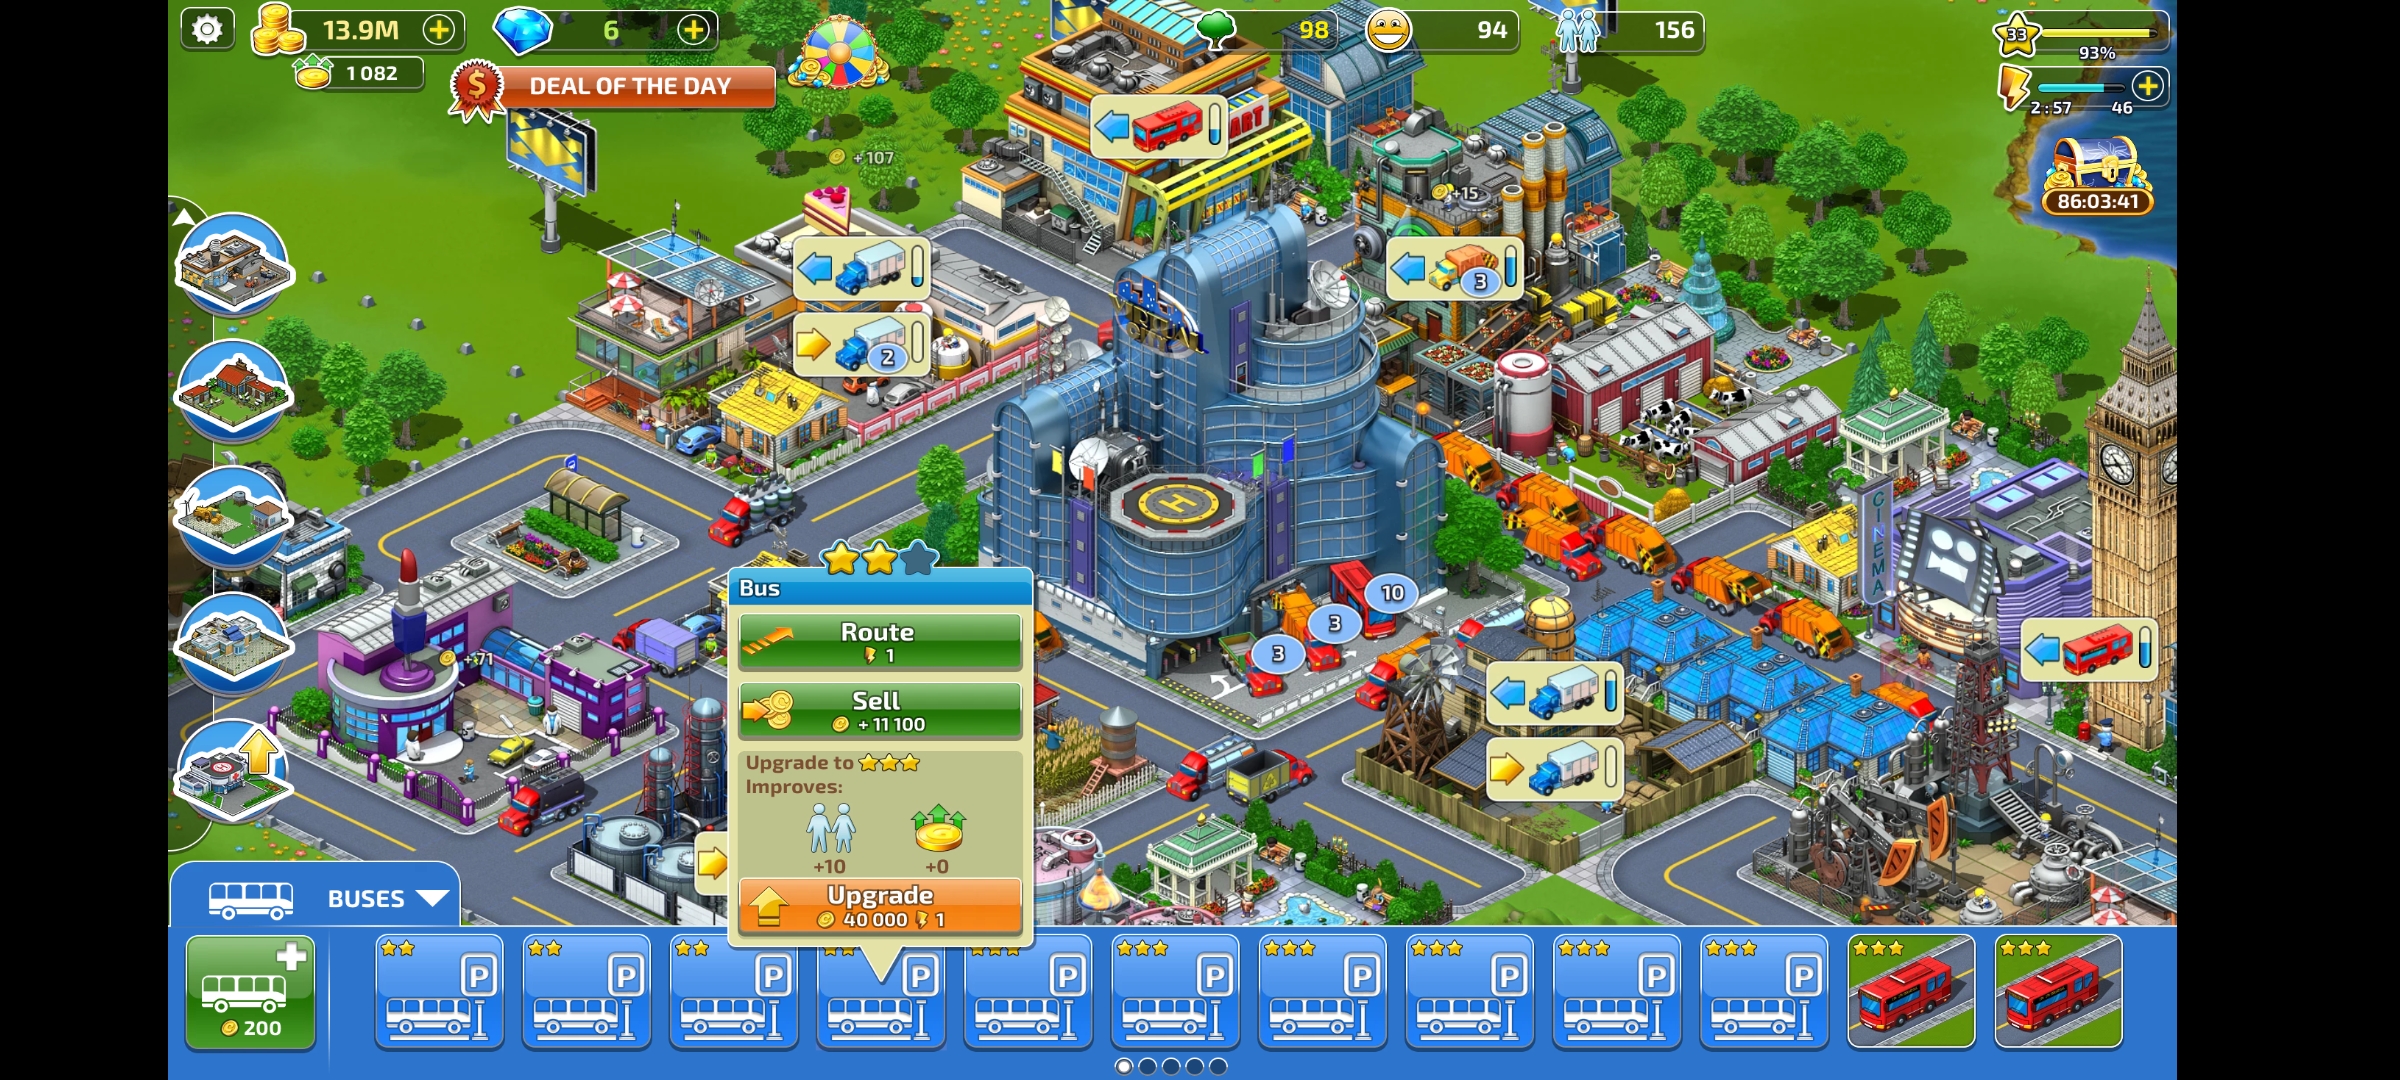 13.9M
6
98
94
156
33
93%
1 082
DEAL OF THE DAY
2:57
46
ART
+107
+15
86:03:41
3
2
H
CINEMA
10
3
3
+71
Bus
Route
1
Sell
+ 11 100
Upgrade to
Improves:
+10
+0
Upgrade
40 000 1
BUSES
200
P
P
P
P
P
P
P
P
P
P